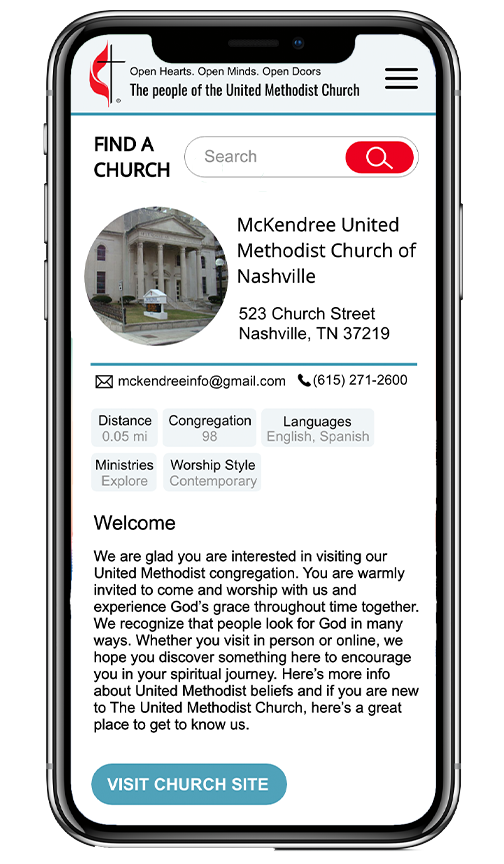 Open Hearts. Open Minds. Open Doors
The people of the United Methodist Church
FIND A
CHURCH
Search
McKendree United
Methodist Church of
Nashville
523 Church Street
Nashville, TN 37219
mckendreeinfo@gmail.com (615) 271-2600
Distance Congregation Languages
0.05 mi 98 English, Spanish
Ministries Worship Style
Explore Contemporary
Welcome
We are glad you are interested in visiting our
United Methodist congregation. You are warmly
invited to come and worship with us and
experience God's grace throughout time together.
We recognize that people look for God in many
ways. Whether you visit in person or online, we
hope you discover something here to encourage
you in your spiritual journey. Here's more info
about United Methodist beliefs and if you are new
to The United Methodist Church, here's a great
place to get to know us.
VISIT CHURCH SITE